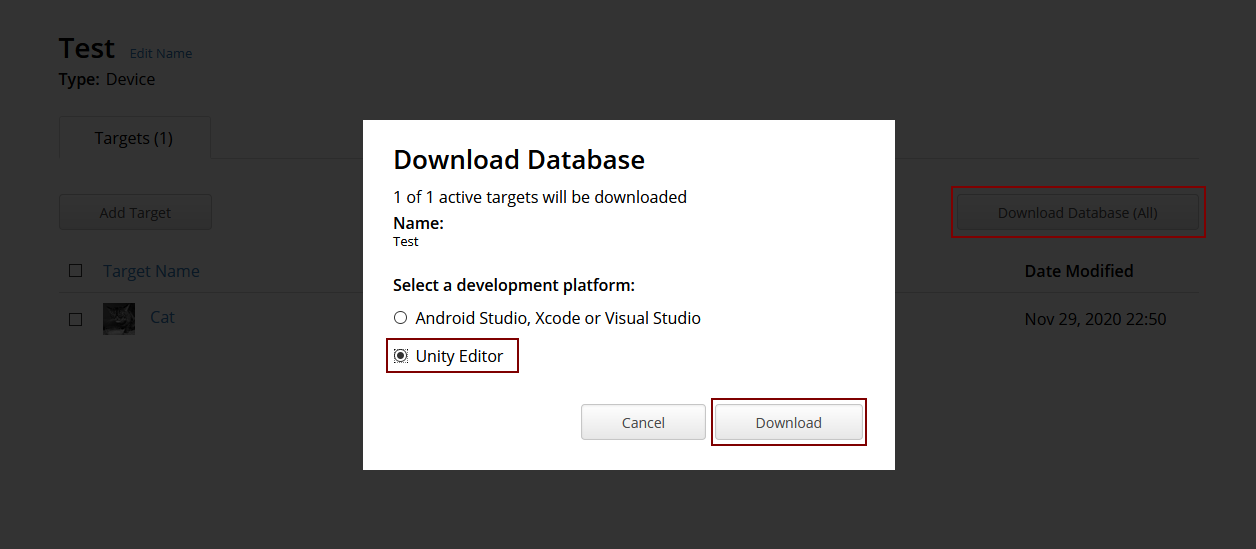 Test Edit Name
Type: Device
Targets (1)
Add Target
Download Database (All)
Target Name
Date Modified
Cat
Nov 29, 2020 22:50
Download Database
1 of 1 active targets will be downloaded
Name:
Test
Select a development platform:
Android Studio, Xcode or Visual Studio
Unity Editor
Cancel
Download